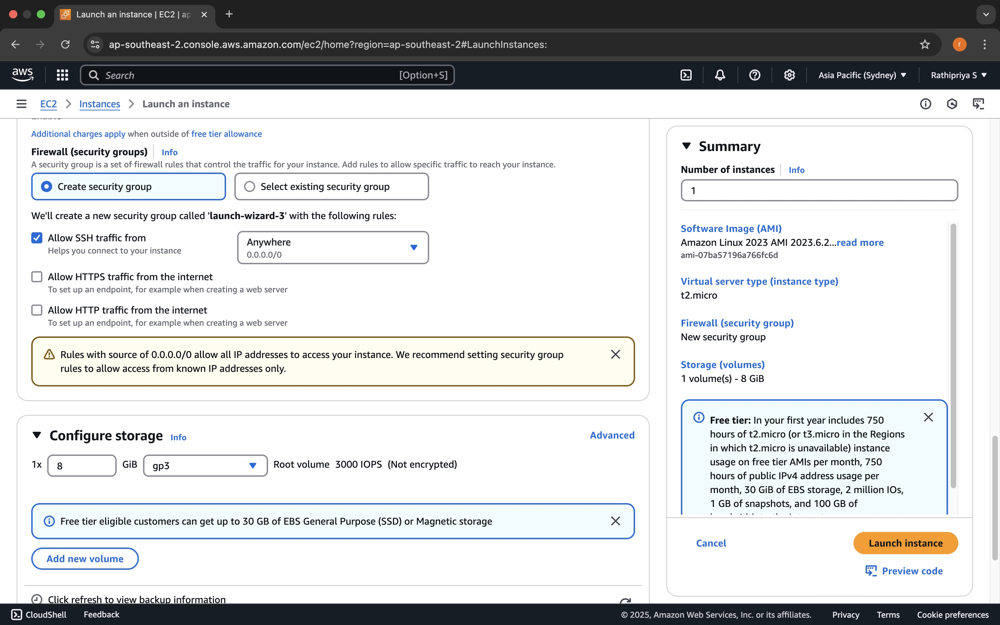 Launch an instance | EC2 | ap
ap-southeast-2.console.aws.amazon.com/ec2/home?region=ap-southeast-2#LaunchInstances:
r
aws
Search
[Option+S]
Asia Pacific (Sydney)
Rathipriya S
EC2
Instances
Launch an instance
Additional charges apply when outside of free tier allowance
Firewall (security groups)
Info
A security group is a set of firewall rules that control the traffic for your instance. Add rules to allow specific traffic to reach your instance.
Create security group
Select existing security group
We'll create a new security group called 'launch-wizard-3' with the following rules:
Allow SSH traffic from
Helps you connect to your instance
Anywhere
0.0.0.0/0
Allow HTTPS traffic from the internet
To set up an endpoint, for example when creating a web server
Allow HTTP traffic from the internet
To set up an endpoint, for example when creating a web server
Rules with source of 0.0.0.0/0 allow all IP addresses to access your instance. We recommend setting security group
rules to allow access from known IP addresses only.
Configure storage
Info
Advanced
1x
8
GiB
gp3
Root volume 3000 IOPS (Not encrypted)
Free tier eligible customers can get up to 30 GB of EBS General Purpose (SSD) or Magnetic storage
Add new volume
Click refresh to view backup information
Summary
Number of instances
Info
1
Software Image (AMI)
Amazon Linux 2023 AMI 2023.6.2...read more
ami-07ba57196a766fc6d
Virtual server type (instance type)
t2.micro
Firewall (security group)
New security group
Storage (volumes)
1 volume(s) - 8 GiB
Free tier: In your first year includes 750
hours of t2.micro (or t3.micro in the Regions
in which t2.micro is unavailable) instance
usage on free tier AMIs per month, 750
hours of public IPv4 address usage per
month, 30 GiB of EBS storage, 2 million IOs,
1 GB of snapshots, and 100 GB of
Cancel
Launch instance
Preview code
CloudShell
Feedback
© 2025, Amazon Web Services, Inc. or its affiliates.
Privacy
Terms
Cookie preferences